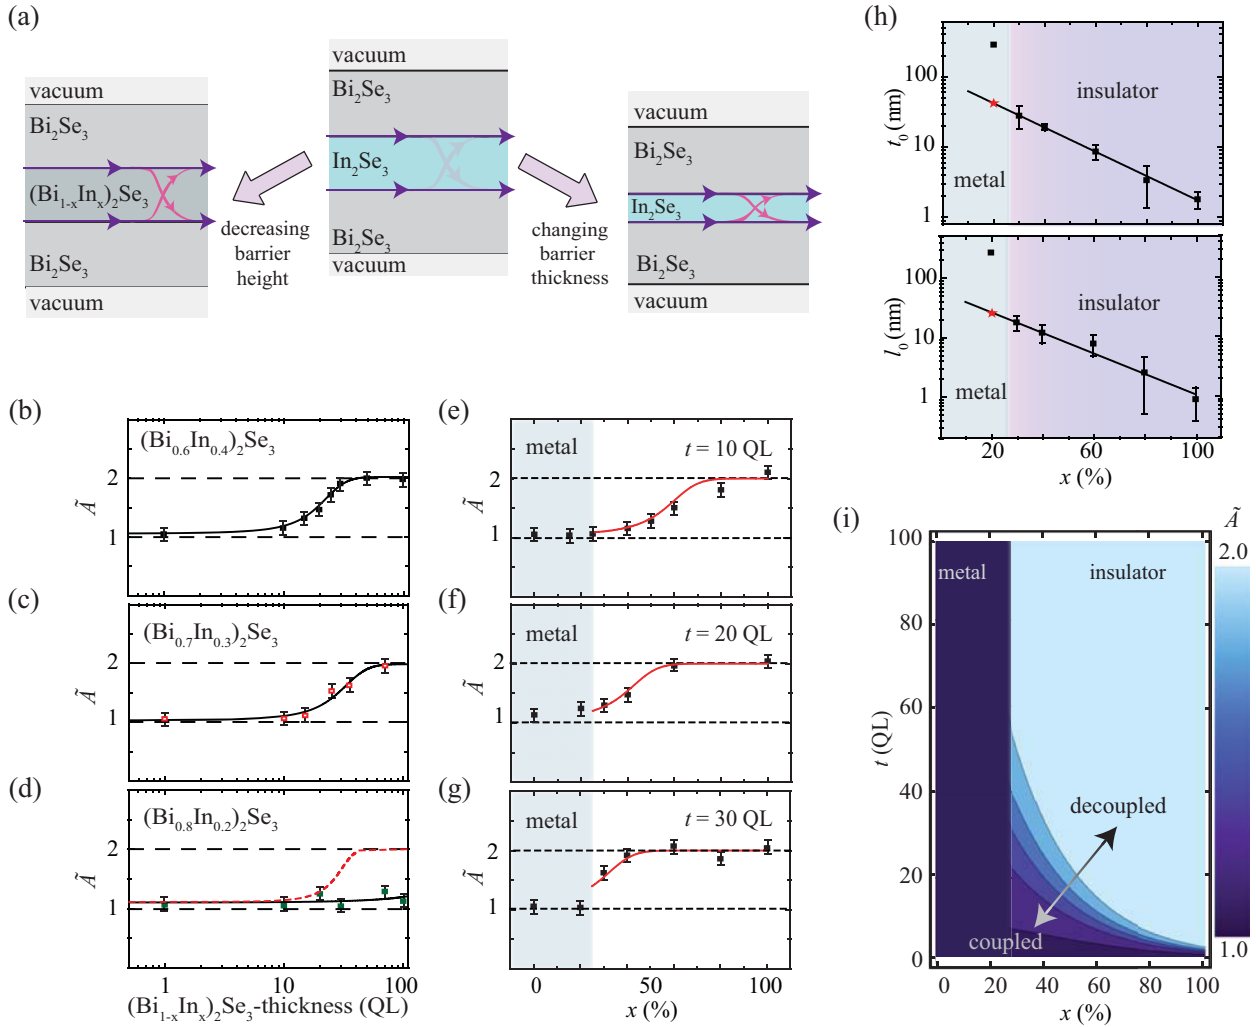 (a)
vacuum
Bi2Se3
(Bi1-xInx)2Se3
Bi2Se3
vacuum
decreasing
barrier
height
vacuum
Bi2Se3
In2Se3
Bi2Se3
vacuum
changing
barrier
thickness
vacuum
Bi2Se3
In2Se3
Bi2Se3
vacuum
(h)
t0 (nm)
100
10
1
metal
insulator
l0 (nm)
100
10
1
metal
insulator
20 40 60 80 100
x (%)
(b)
(Bi0.6In0.4)2Se3
Ã
2
1
(c)
(Bi0.7In0.3)2Se3
Ã
2
1
(d)
(Bi0.8In0.2)2Se3
Ã
2
1
1 10 100
(Bi1-xInx)2Se3-thickness (QL)
(e)
metal
t = 10 QL
Ã
2
1
(f)
metal
t = 20 QL
Ã
2
1
(g)
metal
t = 30 QL
Ã
2
1
0 50 100
x (%)
(i)
Ã
2.0
1.0
t (QL)
100
80
60
40
20
0
metal
insulator
decoupled
coupled
0 20 40 60 80 100
x (%)